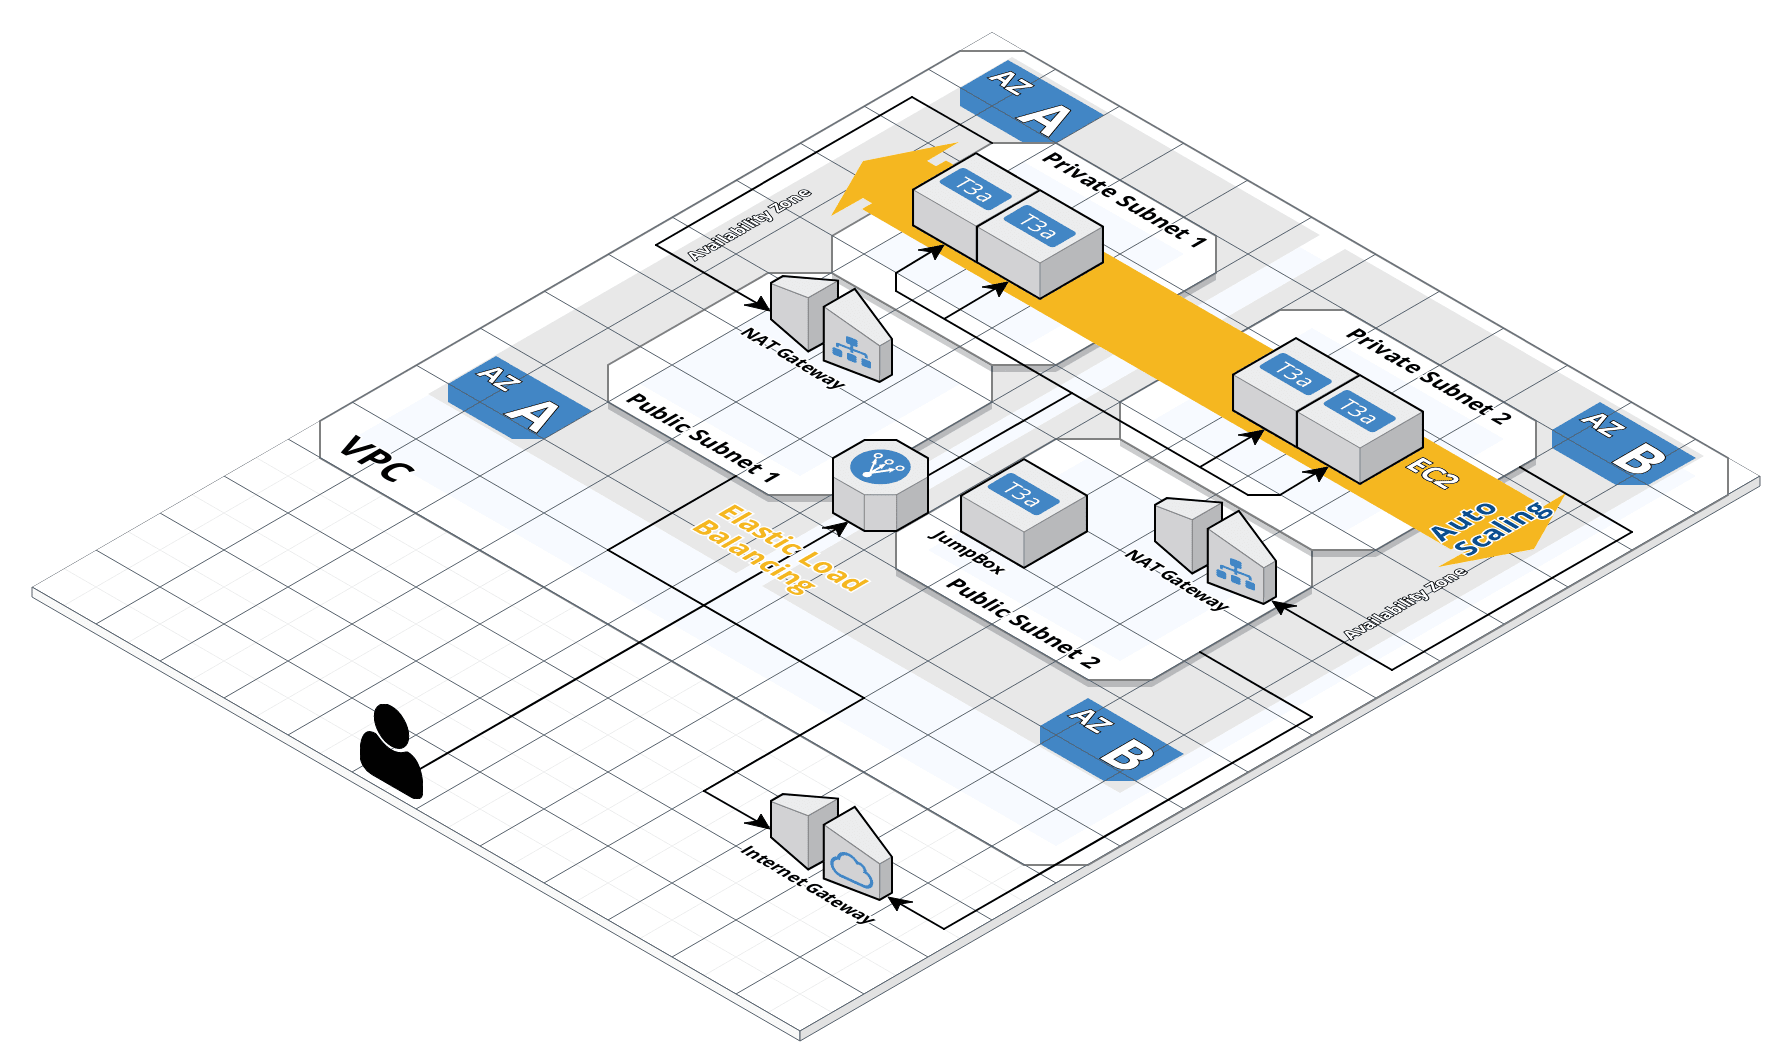 AZ
A
Private Subnet 1
T3a
T3a
Availability Zone
NAT Gateway
Private Subnet 2
T3a
T3a
AZ
A
Public Subnet 1
AZ
B
VPC
EC2
Auto
Scaling
T3a
JumpBox
NAT Gateway
Elastic Load
Balancing
Availability Zone
Public Subnet 2
AZ
B
Internet Gateway